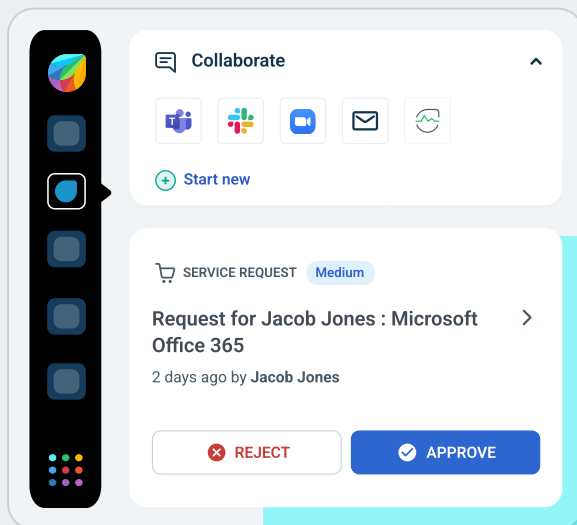 Collaborate
Start new
SERVICE REQUEST Medium
Request for Jacob Jones : Microsoft
Office 365
2 days ago by Jacob Jones
REJECT
APPROVE